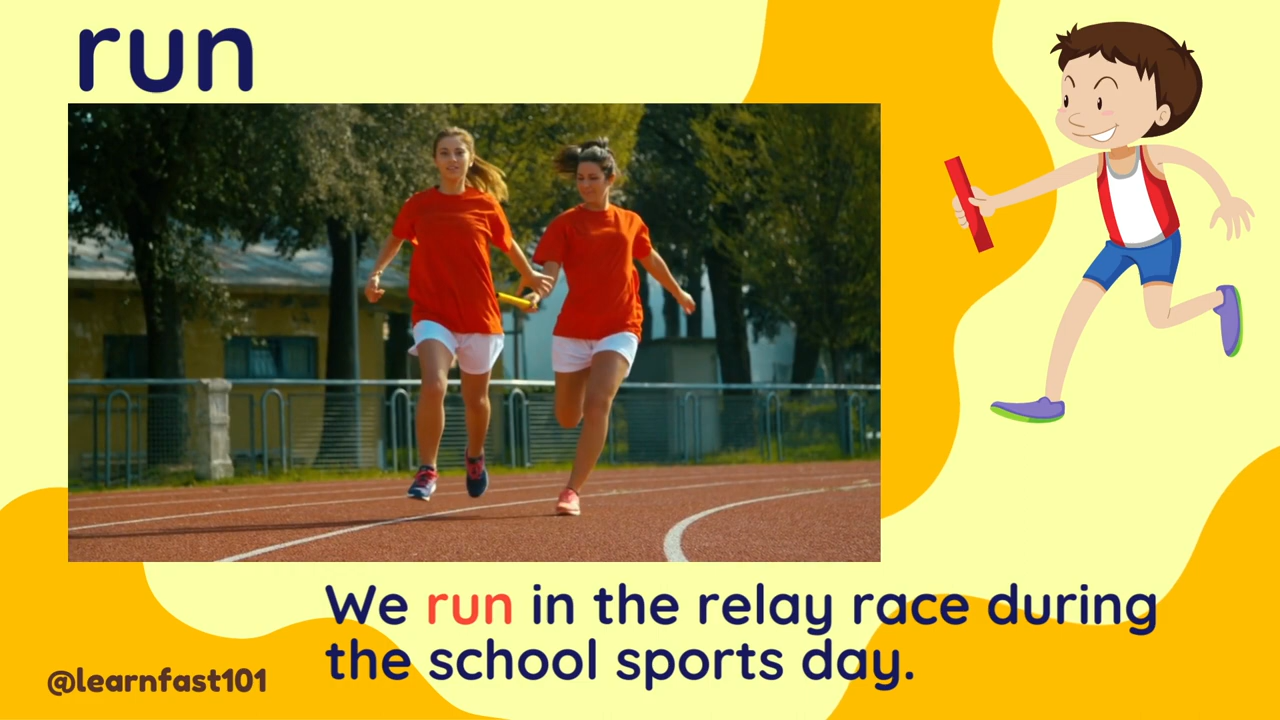 run
We run in the relay race during
the school sports day.
@learnfast101